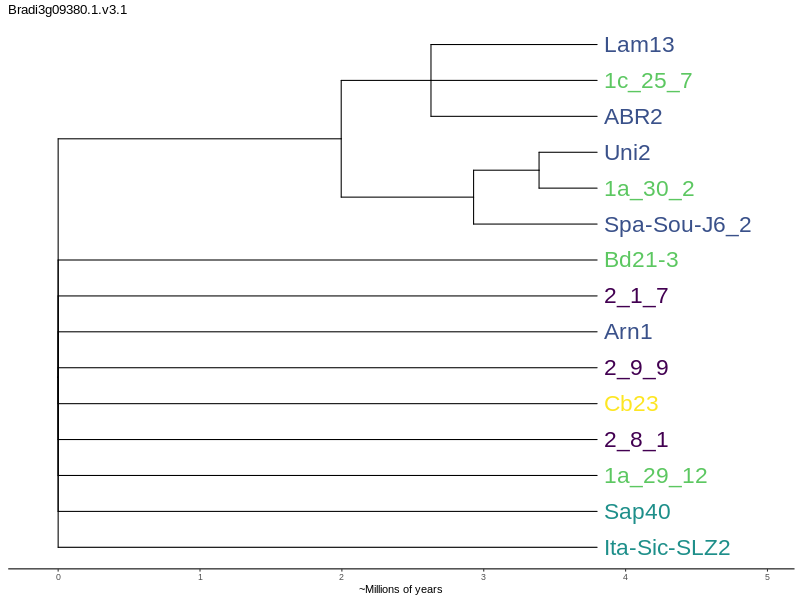 Bradi3g09380.1.v3.1
Lam13
1c_25_7
ABR2
Uni2
1a_30_2
Spa-Sou-J6_2
Bd21-3
2_1_7
Arn1
2_9_9
Cb23
2_8_1
1a_29_12
Sap40
Ita-Sic-SLZ2
0 1 2 3 4 5
~Millions of years